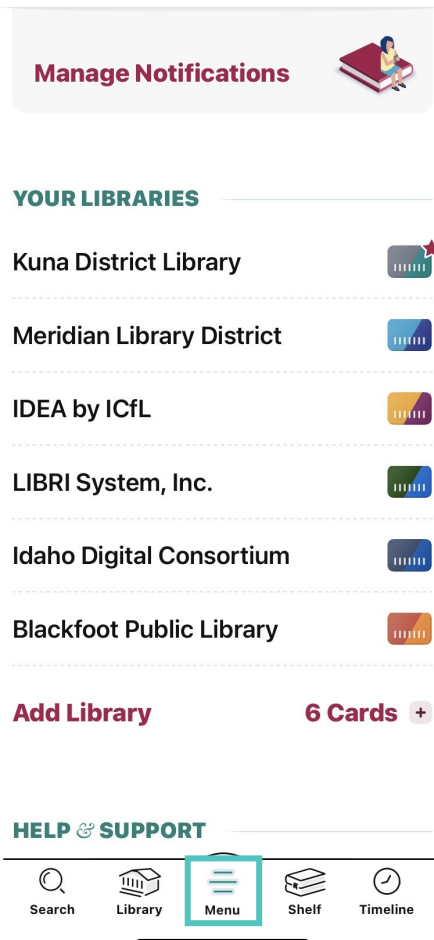 Manage Notifications
YOUR LIBRARIES
Kuna District Library
Meridian Library District
IDEA by ICfL
LIBRI System, Inc.
Idaho Digital Consortium
Blackfoot Public Library
Add Library 6 Cards +
HELP & SUPPORT
Search Library Menu Shelf Timeline